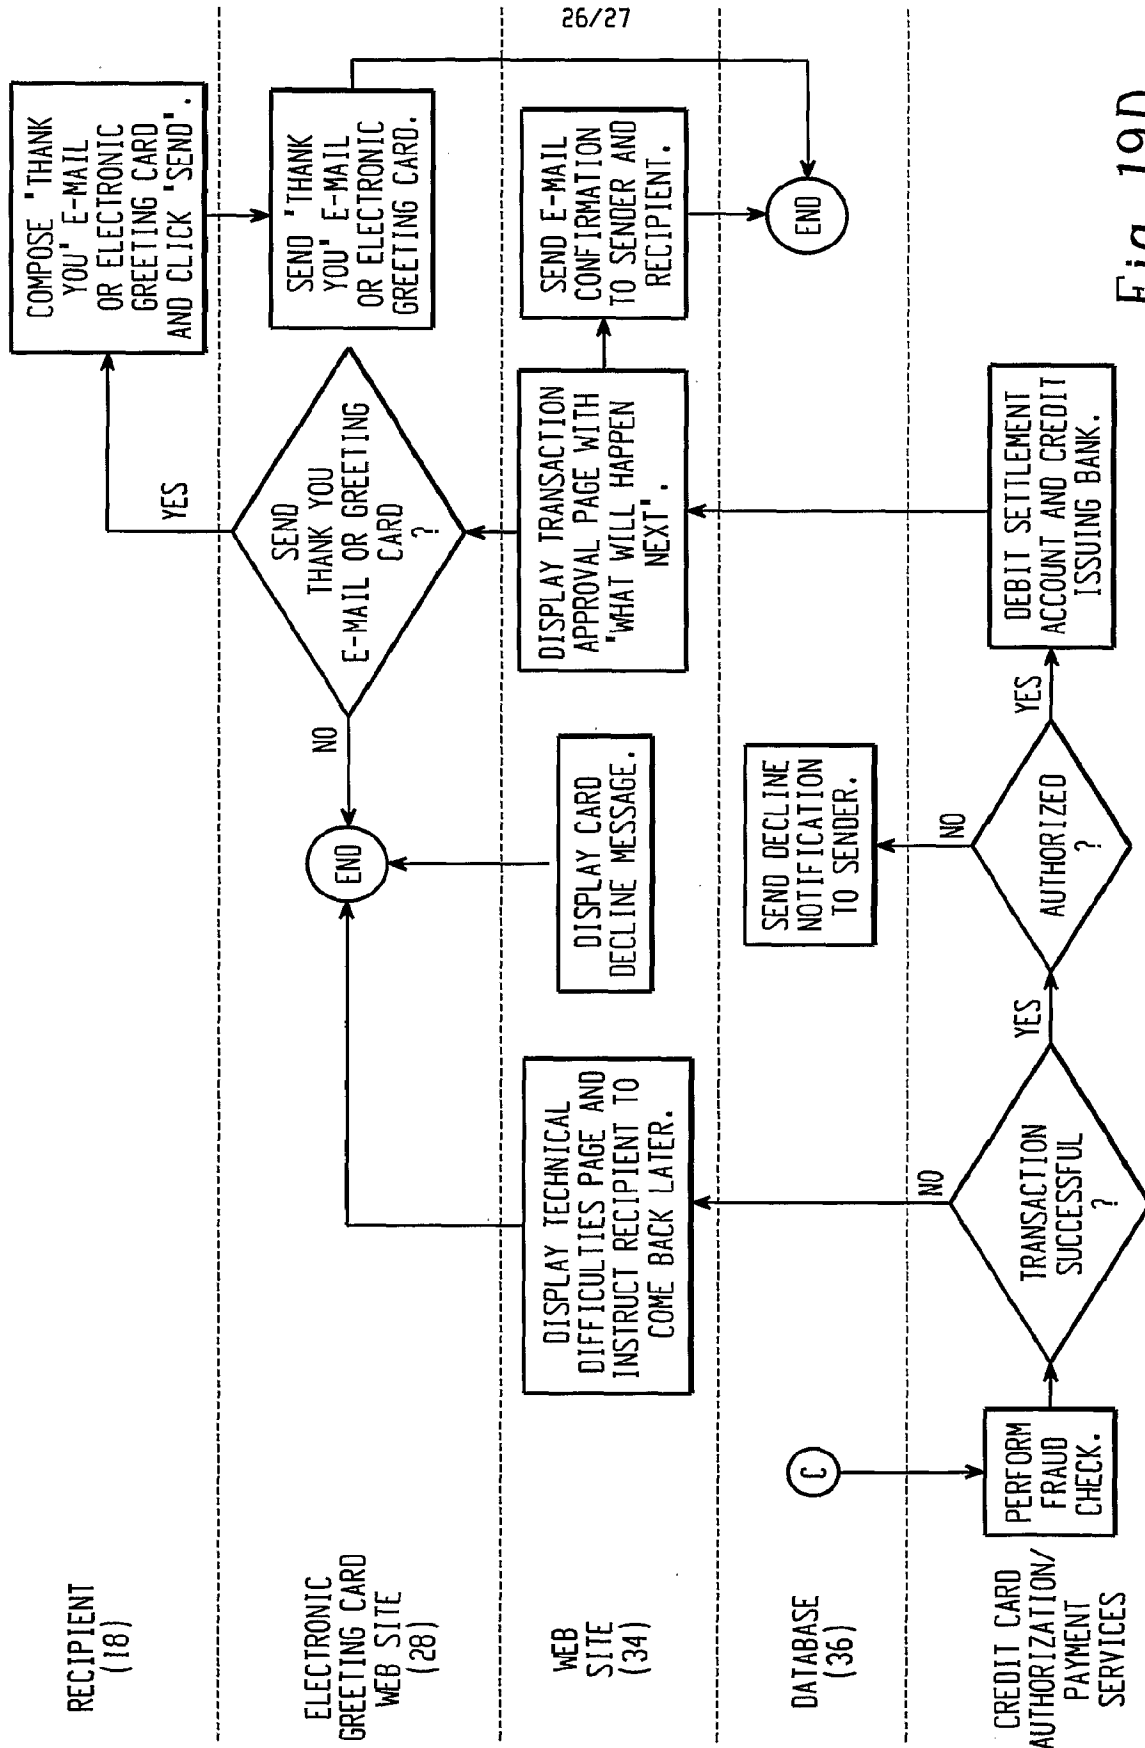 26/27
RECIPIENT
(18)
COMPOSE "THANK
YOU" E-MAIL
OR ELECTRONIC
GREETING CARD
AND CLICK "SEND".
ELECTRONIC
GREETING CARD
WEB SITE
(28)
END
NO
SEND
THANK YOU
E-MAIL OR GREETING
CARD
?
YES
SEND "THANK
YOU" E-MAIL
OR ELECTRONIC
GREETING CARD.
WEB
SITE
(34)
DISPLAY TECHNICAL
DIFFICULTIES PAGE AND
INSTRUCT RECIPIENT TO
COME BACK LATER.
DISPLAY CARD
DECLINE MESSAGE.
DISPLAY TRANSACTION
APPROVAL PAGE WITH
"WHAT WILL HAPPEN
NEXT".
SEND E-MAIL
CONFIRMATION
TO SENDER AND
RECIPIENT.
DATABASE
(36)
C
SEND DECLINE
NOTIFICATION
TO SENDER.
END
CREDIT CARD
AUTHORIZATION/
PAYMENT
SERVICES
PERFORM
FRAUD
CHECK.
NO
TRANSACTION
SUCCESSFUL
?
YES
NO
AUTHORIZED
?
YES
DEBIT SETTLEMENT
ACCOUNT AND CREDIT
ISSUING BANK.
Fig. 19D